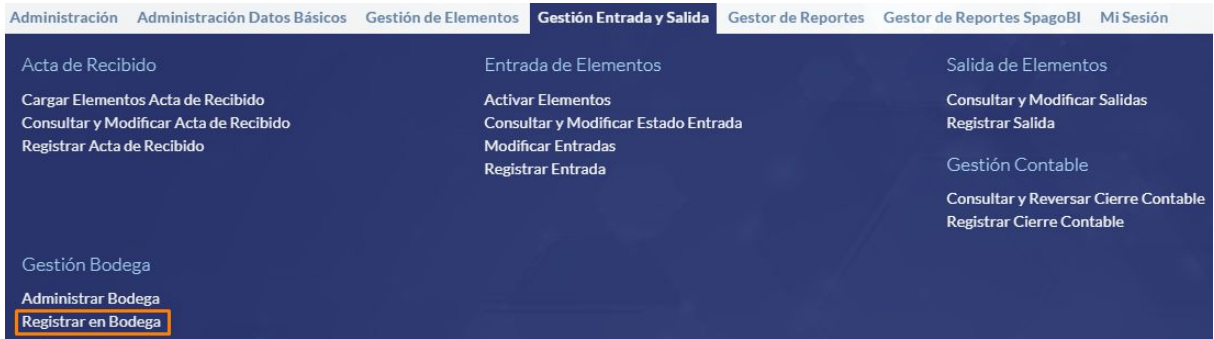 Administración Administración Datos Básicos Gestión de Elementos Gestión Entrada y Salida Gestor de Reportes Gestor de Reportes SpagoBI Mi Sesión
Acta de Recibido
Cargar Elementos Acta de Recibido
Consultar y Modificar Acta de Recibido
Registrar Acta de Recibido
Entrada de Elementos
Activar Elementos
Consultar y Modificar Estado Entrada
Modificar Entradas
Registrar Entrada
Salida de Elementos
Consultar y Modificar Salidas
Registrar Salida
Gestión Contable
Consultar y Reversar Cierre Contable
Registrar Cierre Contable
Gestión Bodega
Administrar Bodega
Registrar en Bodega